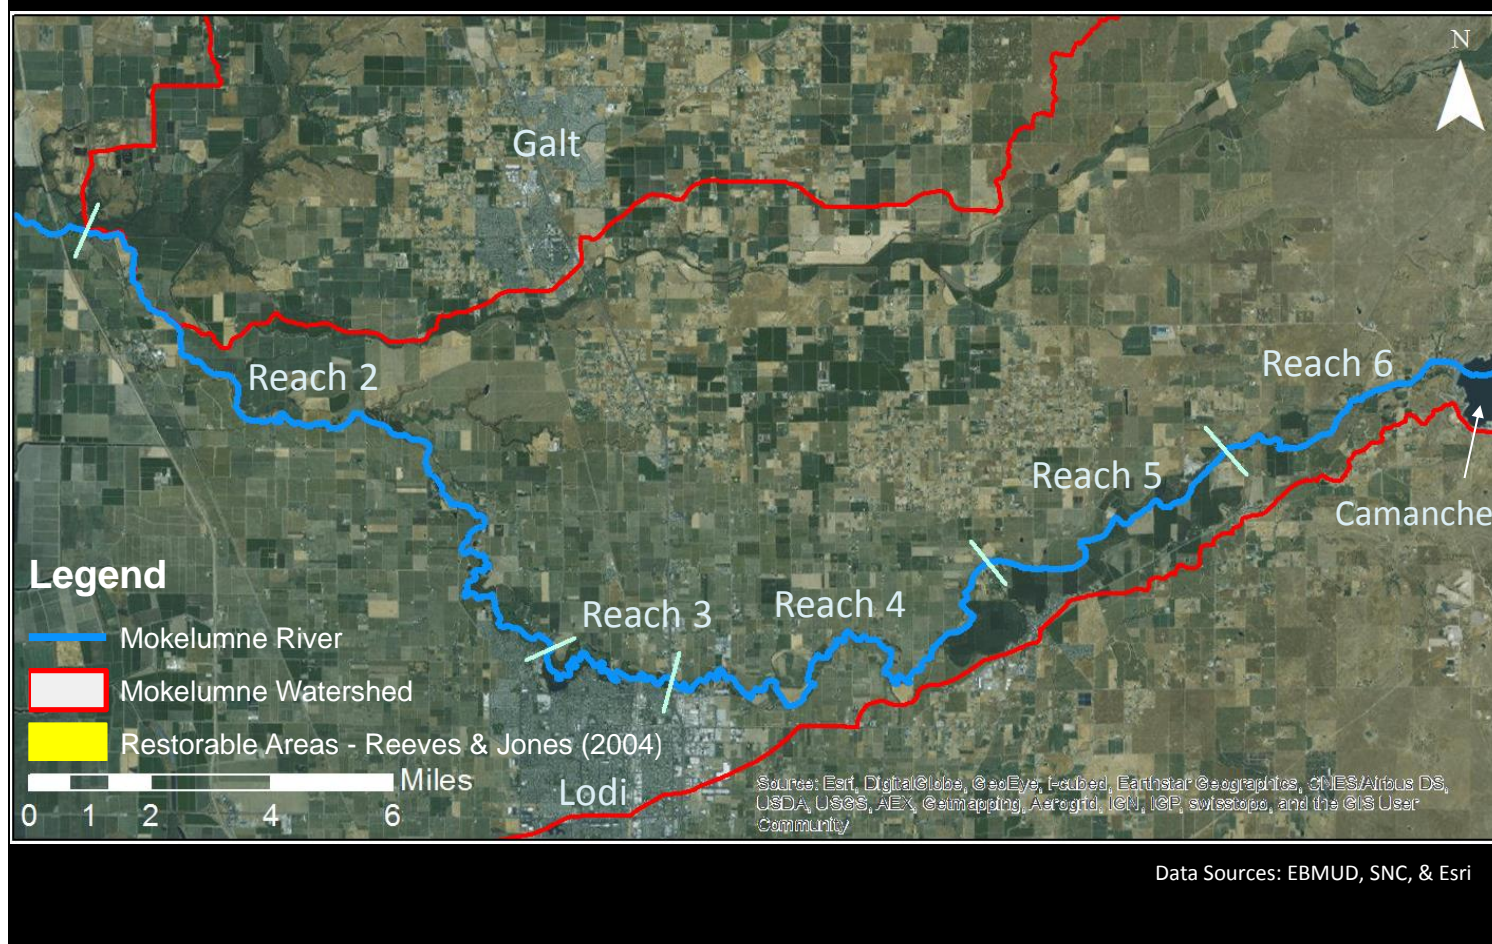 N
Galt
Reach 2
Reach 6
Reach 5
Camanche
Reach 3
Reach 4
Legend
Mokelumne River
Mokelumne Watershed
Restorable Areas - Reeves & Jones (2004)
Miles
0 1 2 4 6
Lodi
Source: Esri, DigitalGlobe, GeoEye, i-cubed, Earthstar Geographics, CNES/Airbus DS,
USDA, USGS, AEX, Getmapping, Aerogrid, IGN, IGP, swisstopo, and the GIS User
Community
Data Sources: EBMUD, SNC, & Esri